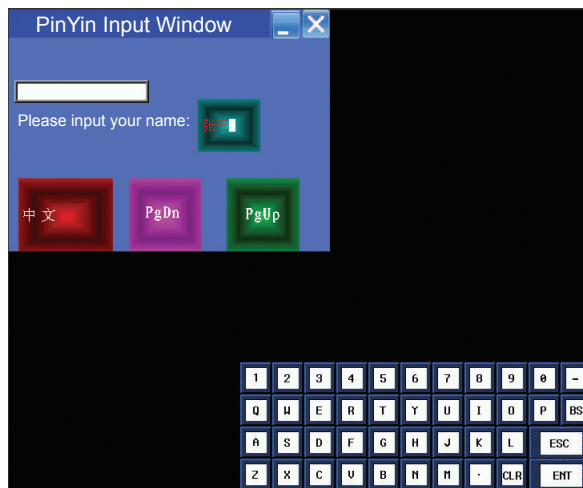 PinYin Input Window
Please input your name:
中文 PgDn PgUp
1 2 3 4 5 6 7 8 9 0 -
Q W E R T Y U I O P BS
A S D F G H J K L ESC
Z X C V B N M . CLR ENT